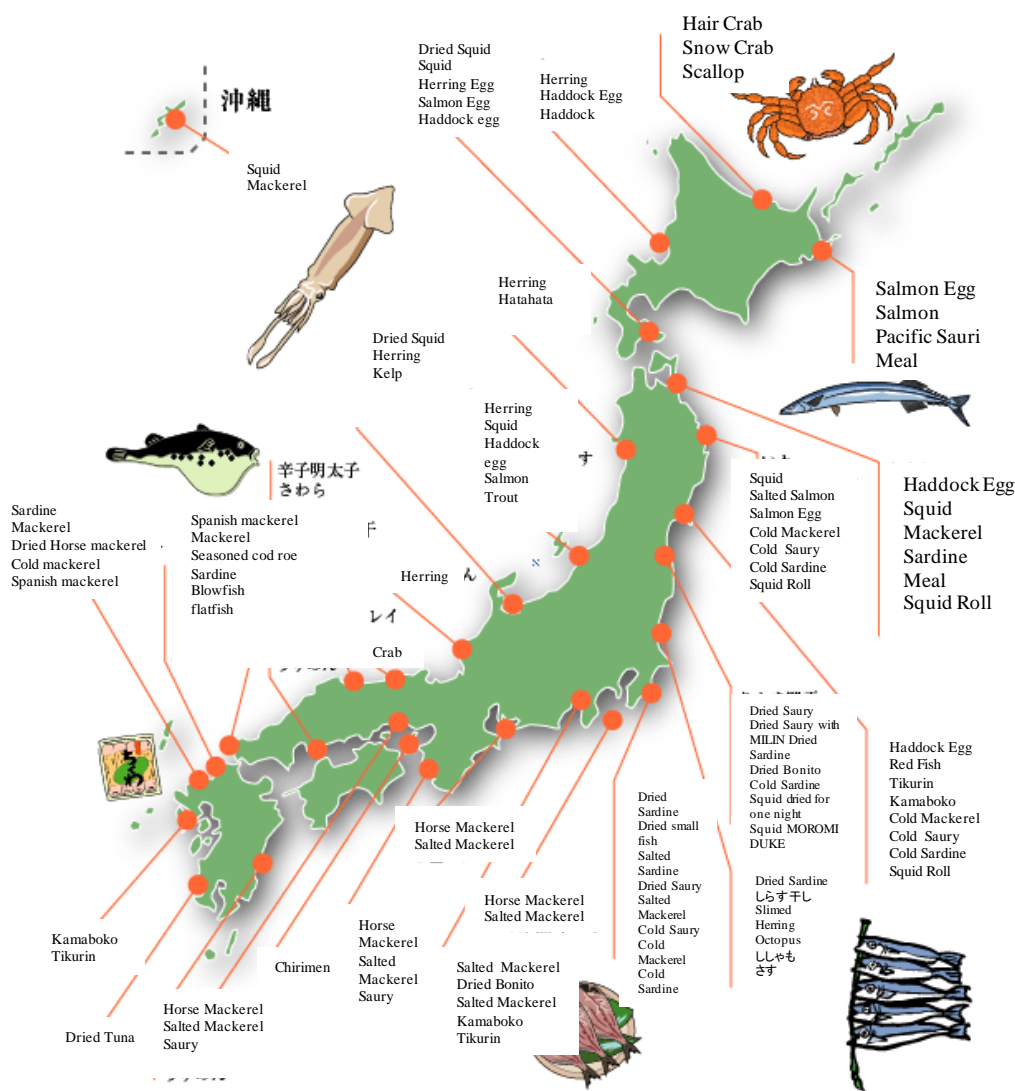 Hair Crab
Snow Crab
Scallop
Dried Squid
Squid
Herring Egg
Salmon Egg
Haddock egg
Herring
Haddock Egg
Haddock
沖縄
Squid
Mackerel
Herring
Hatahata
Salmon Egg
Salmon
Pacific Sauri
Meal
Dried Squid
Herring
Kelp
Herring
Squid
Haddock
egg
Salmon
Trout
す
辛子明太子
さわら
Sardine
Mackerel
Dried Horse mackerel
Cold mackerel
Spanish mackerel
Spanish mackerel
Mackerel
Seasoned cod roe
Sardine
Blowfish
flatfish
Squid
Salted Salmon
Salmon Egg
Cold Mackerel
Cold Saury
Cold Sardine
Squid Roll
Haddock Egg
Squid
Mackerel
Sardine
Meal
Squid Roll
Herring
ん
x
レイ
Crab
Dried Saury
Dried Saury with
MILIN Dried
Sardine
Dried Bonito
Cold Sardine
Squid dried for
one night
Squid MOROMI
DUKE
Haddock Egg
Red Fish
Tikurin
Kamaboko
Cold Mackerel
Cold Saury
Cold Sardine
Squid Roll
Dried
Sardine
Dried small
fish
Salted
Sardine
Dried Saury
Salted
Mackerel
Cold Saury
Cold
Mackerel
Cold
Sardine
Dried Sardine
しらす干し
Slimed
Herring
Octopus
ししゃも
さす
Horse Mackerel
Salted Mackerel
Horse Mackerel
Salted Mackerel
Kamaboko
Tikurin
Dried Tuna
Horse Mackerel
Salted Mackerel
Saury
Chirimen
Horse
Mackerel
Salted
Mackerel
Saury
Salted Mackerel
Dried Bonito
Salted Mackerel
Kamaboko
Tikurin